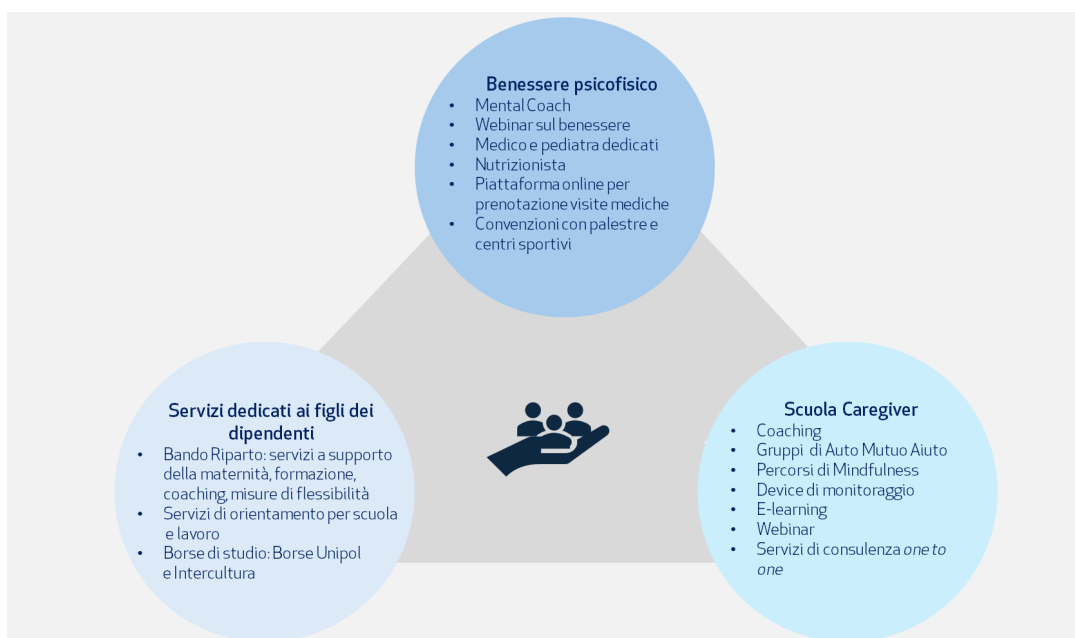 Benessere psicofisico
• Mental Coach
• Webinar sul benessere
• Medico e pediatra dedicati
• Nutrizionista
• Piattaforma online per
prenotazione visite mediche
• Convenzioni con palestre e
centri sportivi
Servizi dedicati ai figli dei
dipendenti
• Bando Riparto: servizi a supporto
della maternità, formazione,
coaching, misure di flessibilità
• Servizi di orientamento per scuola
e lavoro
• Borse di studio: Borse Unipol
e Intercultura
Scuola Caregiver
• Coaching
• Gruppi di Auto Mutuo Aiuto
• Percorsi di Mindfulness
• Device di monitoraggio
• E-learning
• Webinar
• Servizi di consulenza one to
one